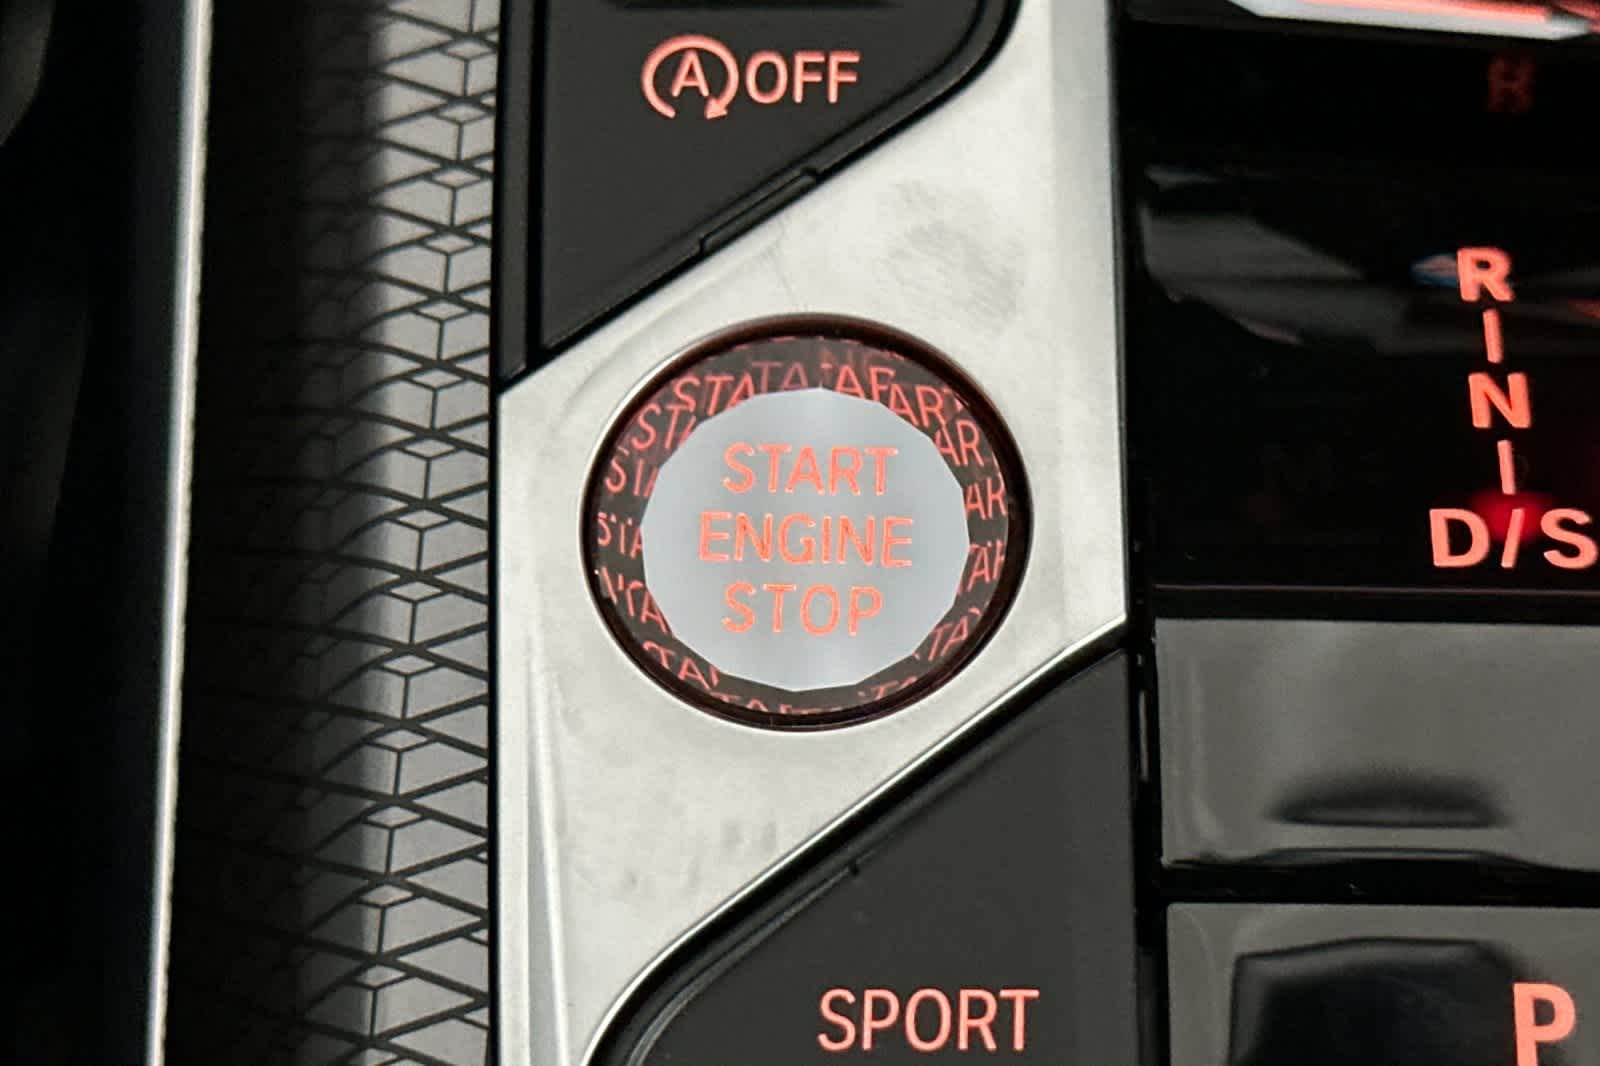 A OFF
START
ENGINE
STOP
SPORT
R
N
D/S
P